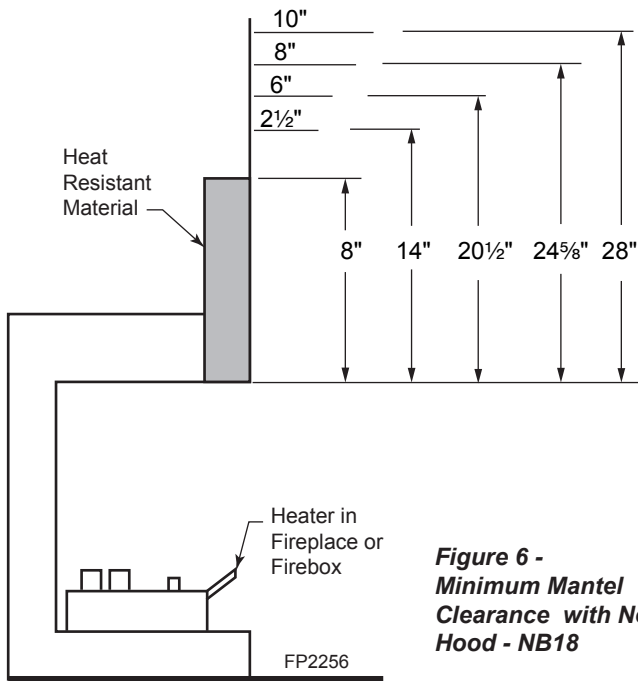 10"
8"
6"
2½"
Heat
Resistant
Material
8" 14" 20½" 24⅝" 28"
Heater in
Fireplace or
Firebox
Figure 6 -
Minimum Mantel
Clearance with No
Hood - NB18
FP2256